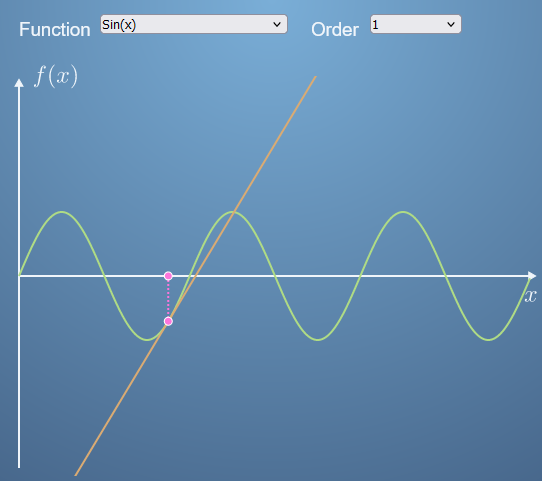 Function Sin(x) Order 1
f(x)
x